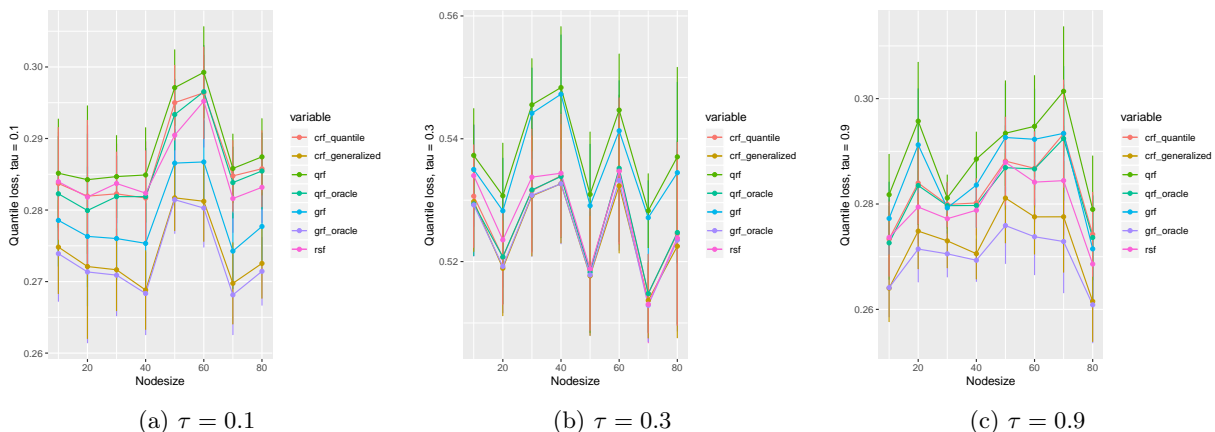 Quantile loss, tau = 0.1
0.30
0.29
0.28
0.27
0.26
20
40
60
80
Nodesize
variable
crf_quantile
crf_generalized
qrf
qrf_oracle
grf
grf_oracle
rsf
(a) τ = 0.1
Quantile loss, tau = 0.3
0.56
0.54
0.52
20
40
60
80
Nodesize
variable
crf_quantile
crf_generalized
qrf
qrf_oracle
grf
grf_oracle
rsf
(b) τ = 0.3
Quantile loss, tau = 0.9
0.30
0.28
0.26
20
40
60
80
Nodesize
variable
crf_quantile
crf_generalized
qrf
qrf_oracle
grf
grf_oracle
rsf
(c) τ = 0.9